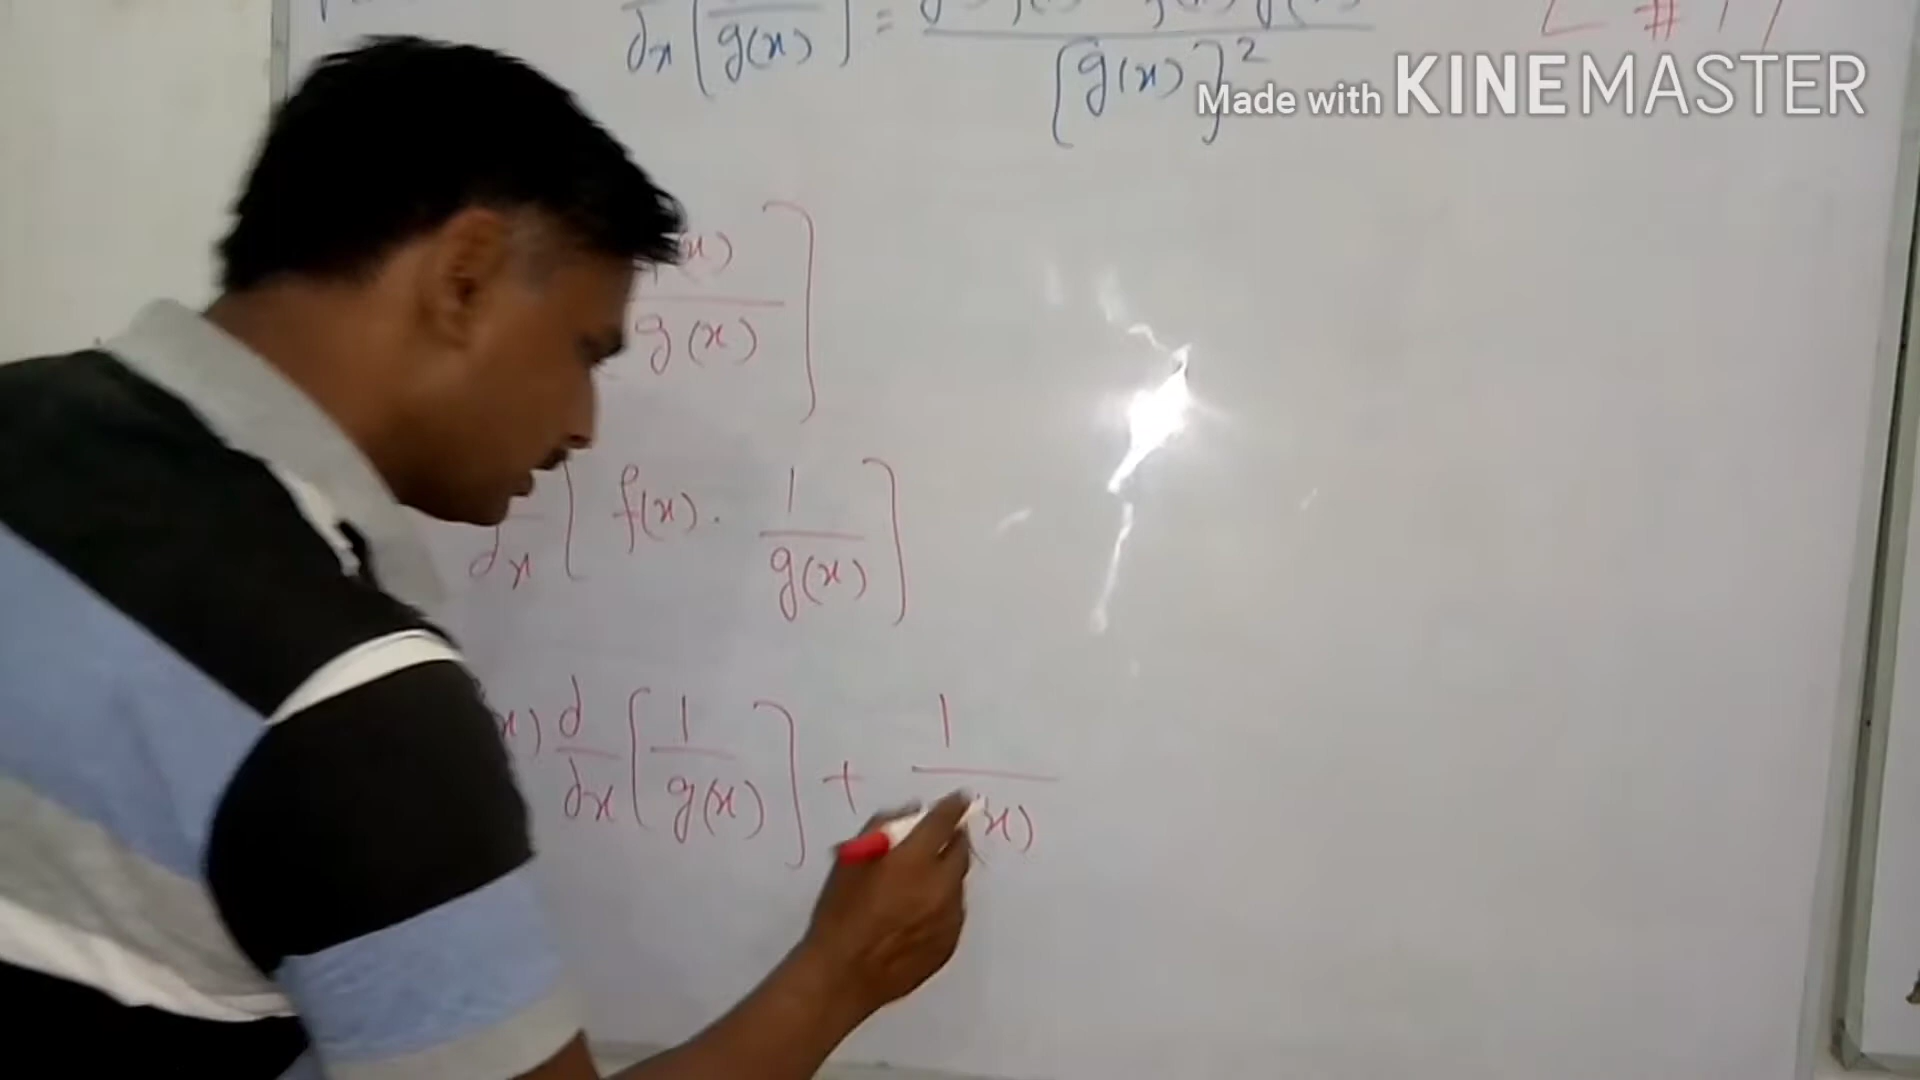 dx [ g(x) ] = [g(x)]²
Made with KINEMASTER
(x)
g(x) ]
dx [ f(x) . 1/g(x) ]
x) d/dx [ 1/g(x) ] + 1/(x)